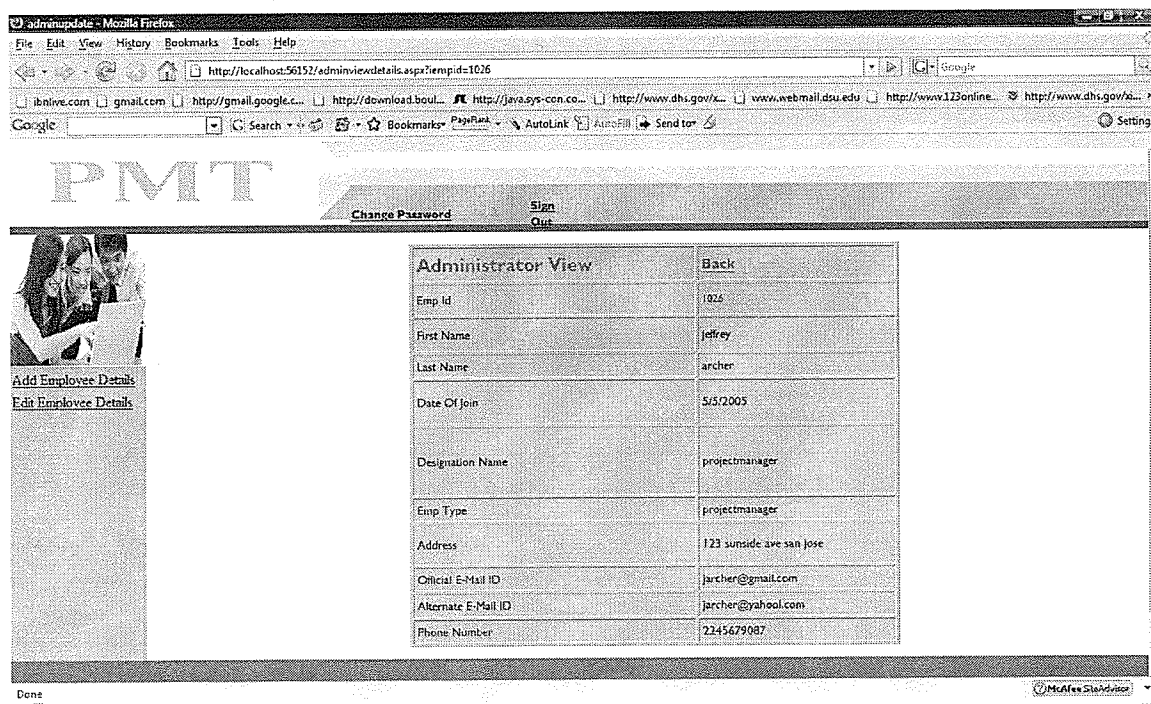 adminupdate - Mozilla Firefox
File Edit View History Bookmarks Tools Help
http://localhost:56152/adminviewdetails.aspx?iempid=1026
Google
ibnlive.com gmail.com http://gmail.google.c... http://download.boul... http://java.sys-con.co... http://www.dhs.gov/x... www.webmail.dsu.edu http://www.123online... http://www.dhs.gov/xi...
Google Search Bookmarks PageRank AutoLink AutoFill Send to Setting
PMT
Change Password Sign Out
Administrator View Back
Emp Id 1026
First Name jeffrey
Last Name archer
Add Employee Details
Edit Employee Details
Date Of Join 5/5/2005
Designation Name projectmanager
Emp Type projectmanager
Address 123 sunside ave san jose
Official E-Mail ID jarcher@gmail.com
Alternate E-Mail ID jarcher@yahool.com
Phone Number 2245679087
Done McAfee SiteAdvisor